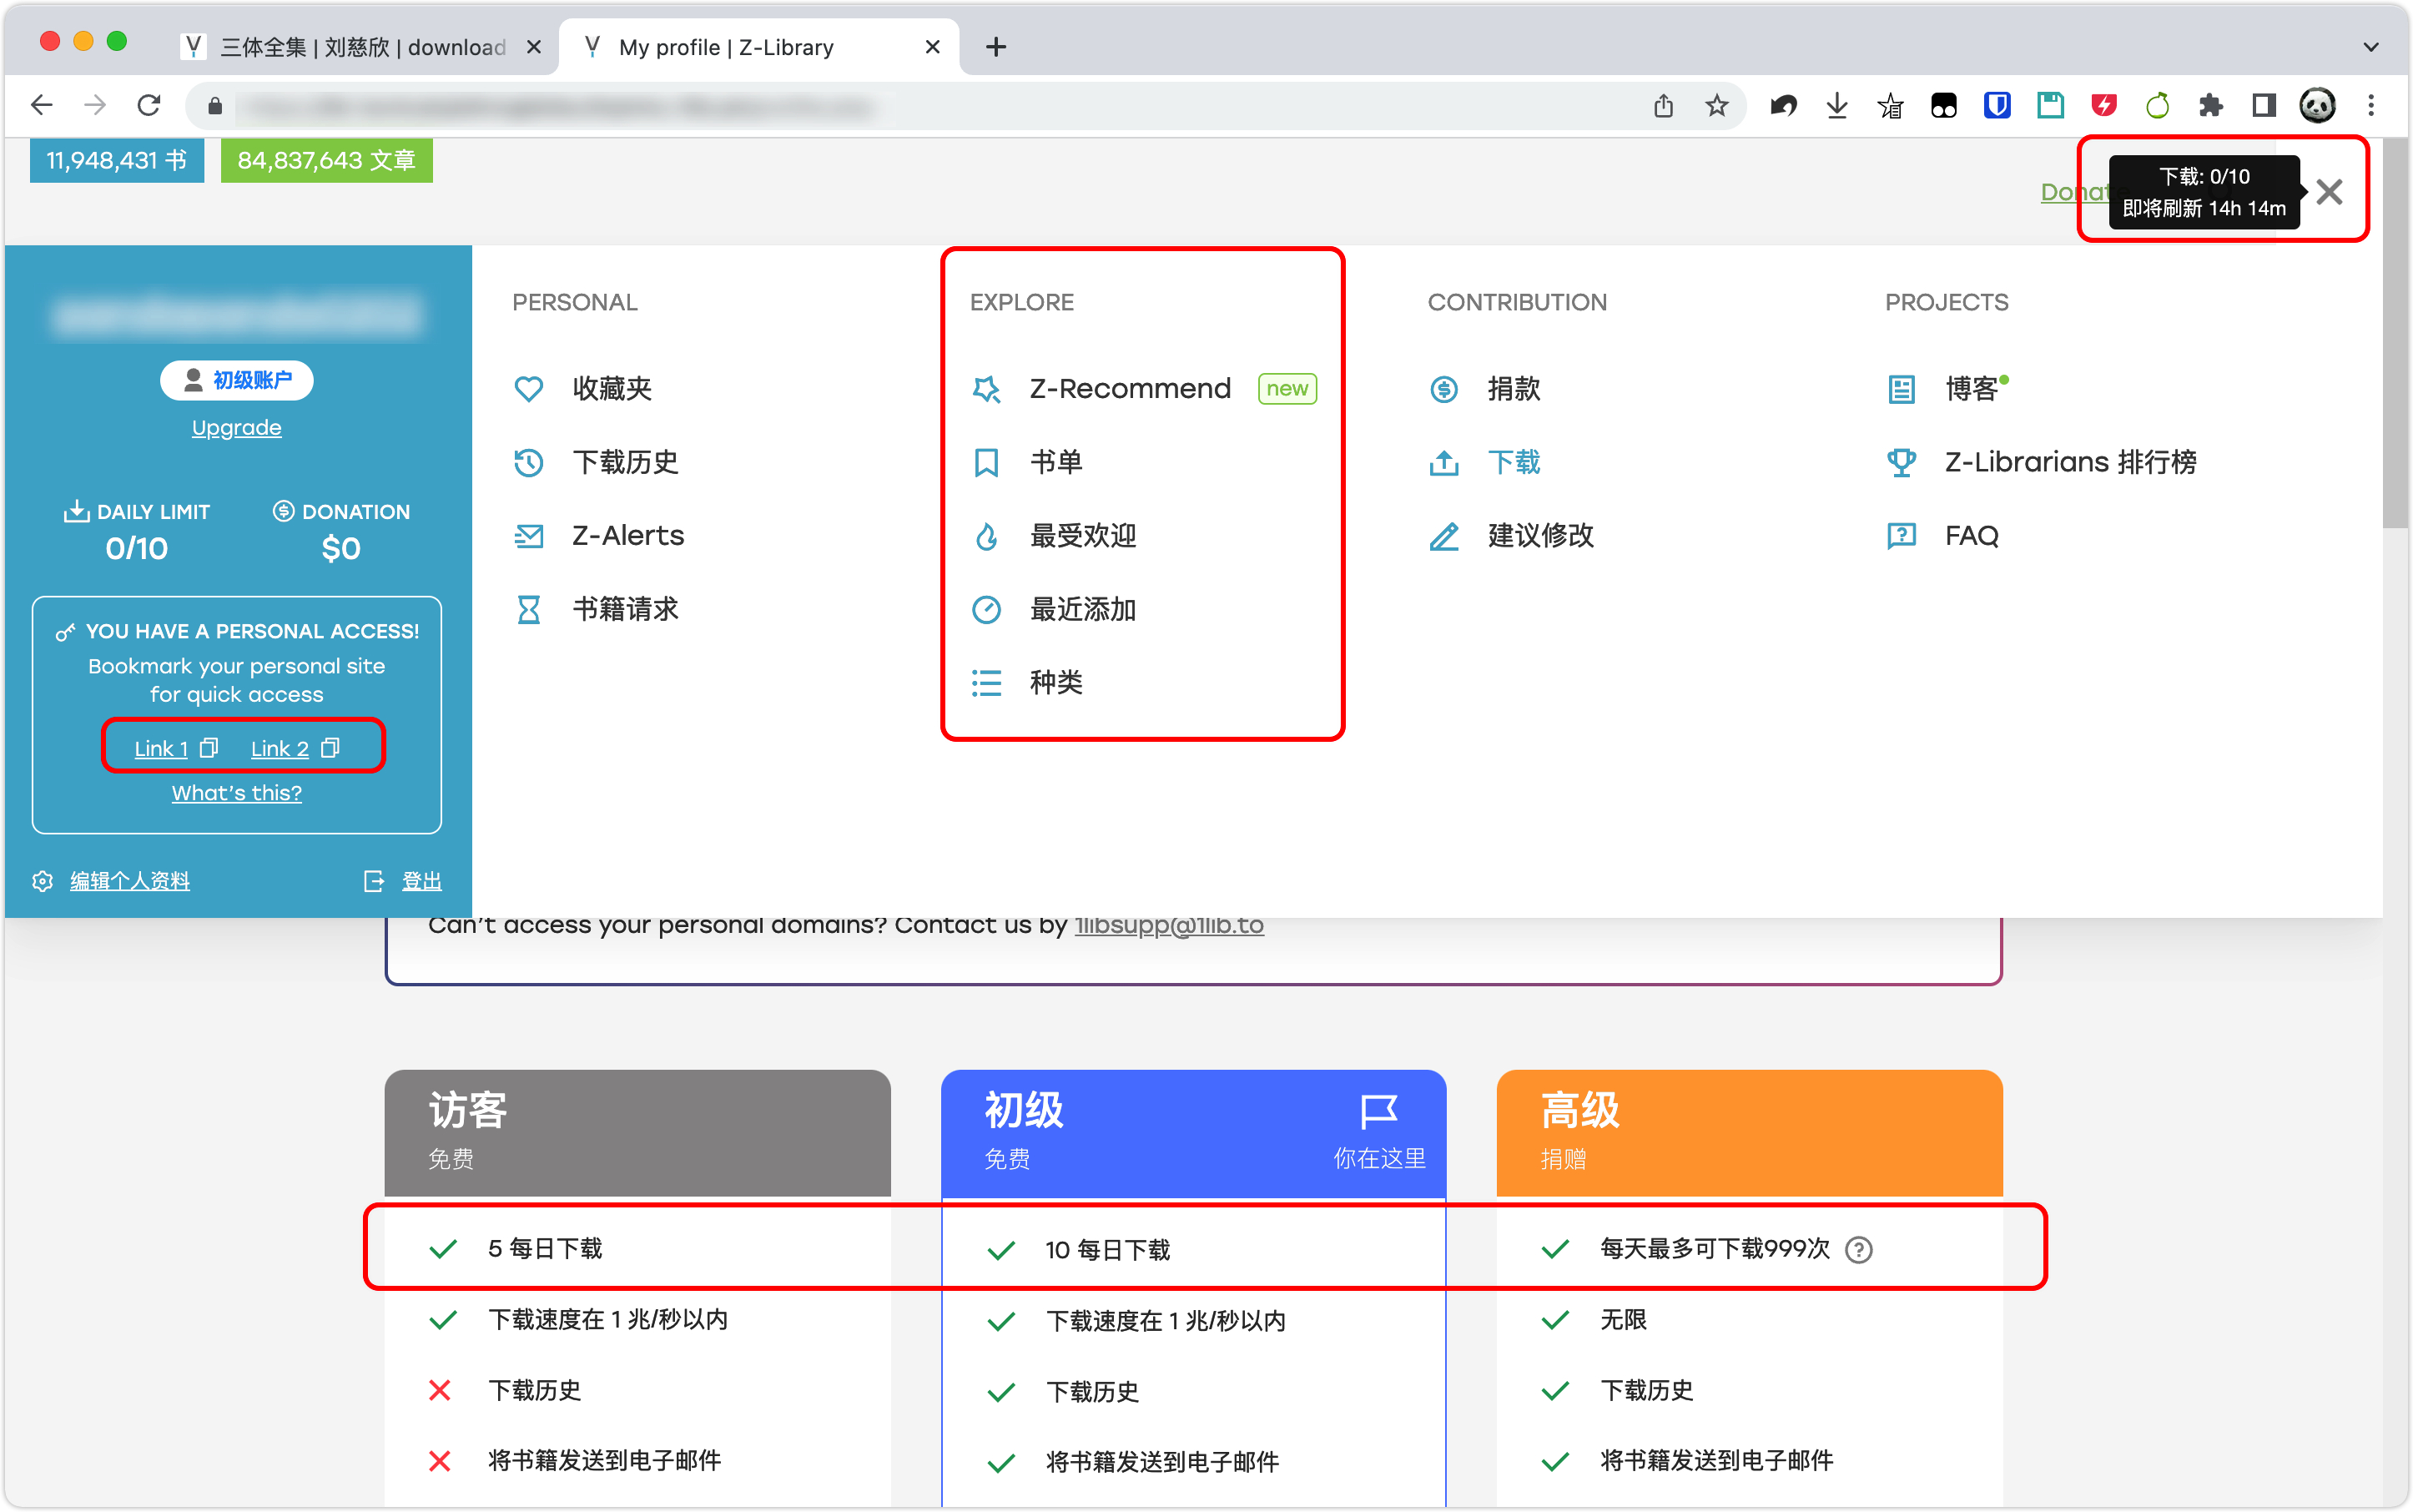 三体全集 | 刘慈欣 | download
My profile | Z-Library
11,948,431 书
84,837,643 文章
Donat
下载: 0/10
即将刷新 14h 14m
初级账户
Upgrade
DAILY LIMIT
0/10
DONATION
$0
YOU HAVE A PERSONAL ACCESS!
Bookmark your personal site
for quick access
Link 1
Link 2
What's this?
编辑个人资料
登出
PERSONAL
收藏夹
下载历史
Z-Alerts
书籍请求
EXPLORE
Z-Recommend new
书单
最受欢迎
最近添加
种类
CONTRIBUTION
捐款
下载
建议修改
PROJECTS
博客
Z-Librarians 排行榜
FAQ
Can't access your personal domains? Contact us by 1libsupp@1lib.to
访客
免费
5 每日下载
下载速度在 1 兆/秒以内
下载历史
将书籍发送到电子邮件
初级
免费
你在这里
10 每日下载
下载速度在 1 兆/秒以内
下载历史
将书籍发送到电子邮件
高级
捐赠
每天最多可下载999次
无限
下载历史
将书籍发送到电子邮件